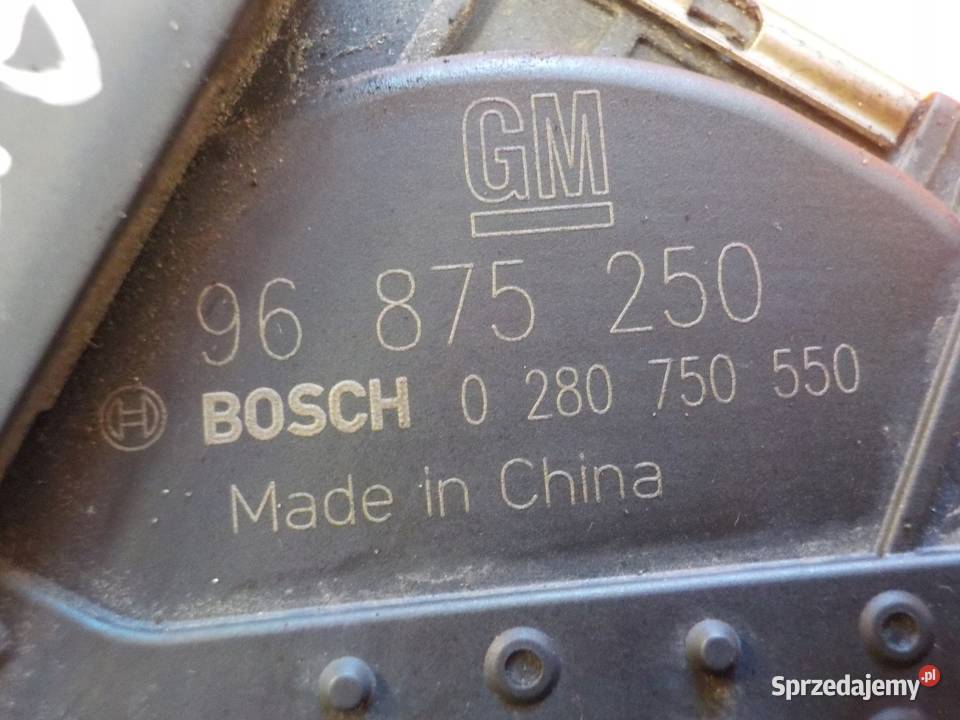 GM
96 875 250
BOSCH 0 280 750 550
Made in China
Sprzedajemy.pl